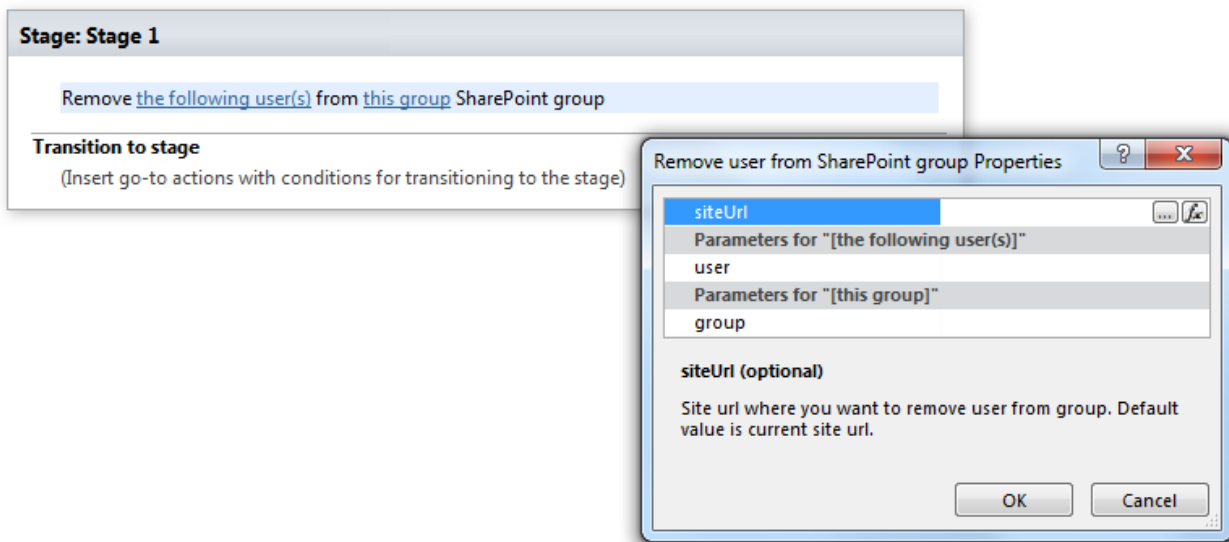 Stage: Stage 1
Remove the following user(s) from this group SharePoint group
Transition to stage
(Insert go-to actions with conditions for transitioning to the stage)
Remove user from SharePoint group Properties
? X
siteUrl
... fx
Parameters for "[the following user(s)]"
user
Parameters for "[this group]"
group
siteUrl (optional)
Site url where you want to remove user from group. Default
value is current site url.
OK Cancel